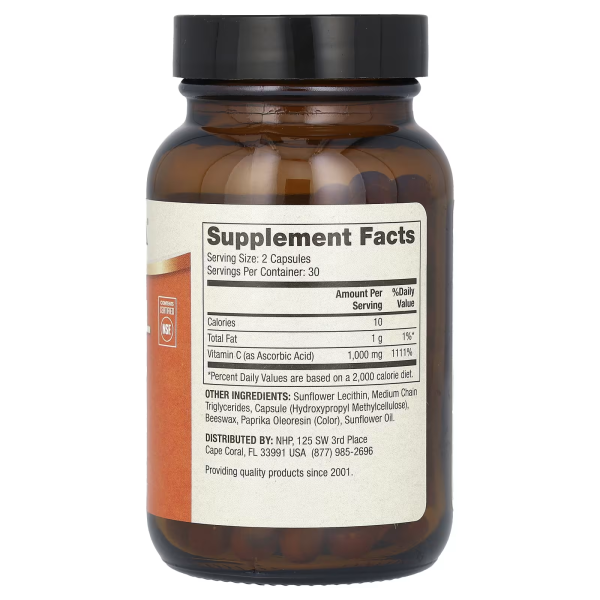 Supplement Facts
Serving Size: 2 Capsules
Servings Per Container: 30
Amount Per Serving %Daily Value
Calories 10
Total Fat 1 g 1%*
Vitamin C (as Ascorbic Acid) 1,000 mg 1111%
*Percent Daily Values are based on a 2,000 calorie diet.
OTHER INGREDIENTS: Sunflower Lecithin, Medium Chain
Triglycerides, Capsule (Hydroxypropyl Methylcellulose),
Beeswax, Paprika Oleoresin (Color), Sunflower Oil.
DISTRIBUTED BY: NHP, 125 SW 3rd Place
Cape Coral, FL 33991 USA (877) 985-2696
Providing quality products since 2001.
NSF